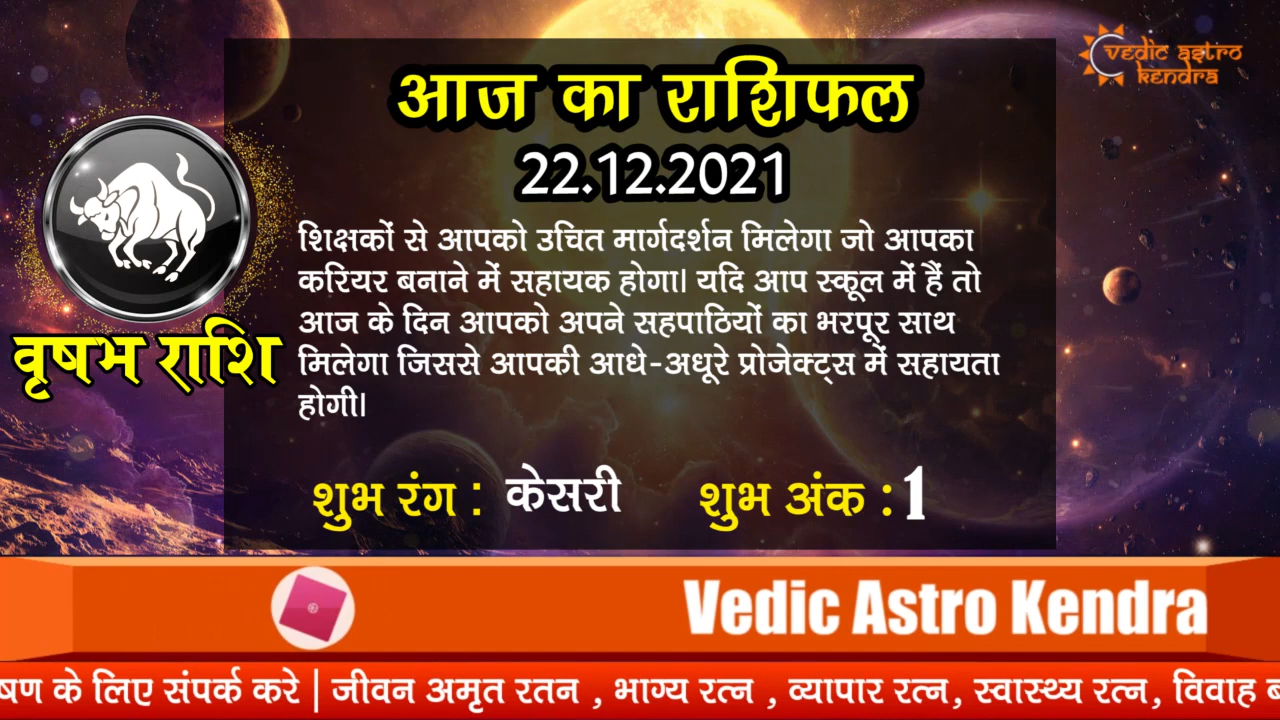 vedic astro
kendra
आज का राशिफल
22.12.2021
शिक्षकों से आपको उचित मार्गदर्शन मिलेगा जो आपका
करियर बनाने में सहायक होगा। यदि आप स्कूल में हैं तो
आज के दिन आपको अपने सहपाठियों का भरपूर साथ
मिलेगा जिससे आपकी आधे-अधूरे प्रोजेक्ट्स में सहायता
होगी।
वृषभ राशि
शुभ रंग : केसरी शुभ अंक : 1
Vedic Astro Kendra
षण के लिए संपर्क करे | जीवन अमृत रतन , भाग्य रत्न , व्यापार रत्न, स्वास्थ्य रत्न, विवाह